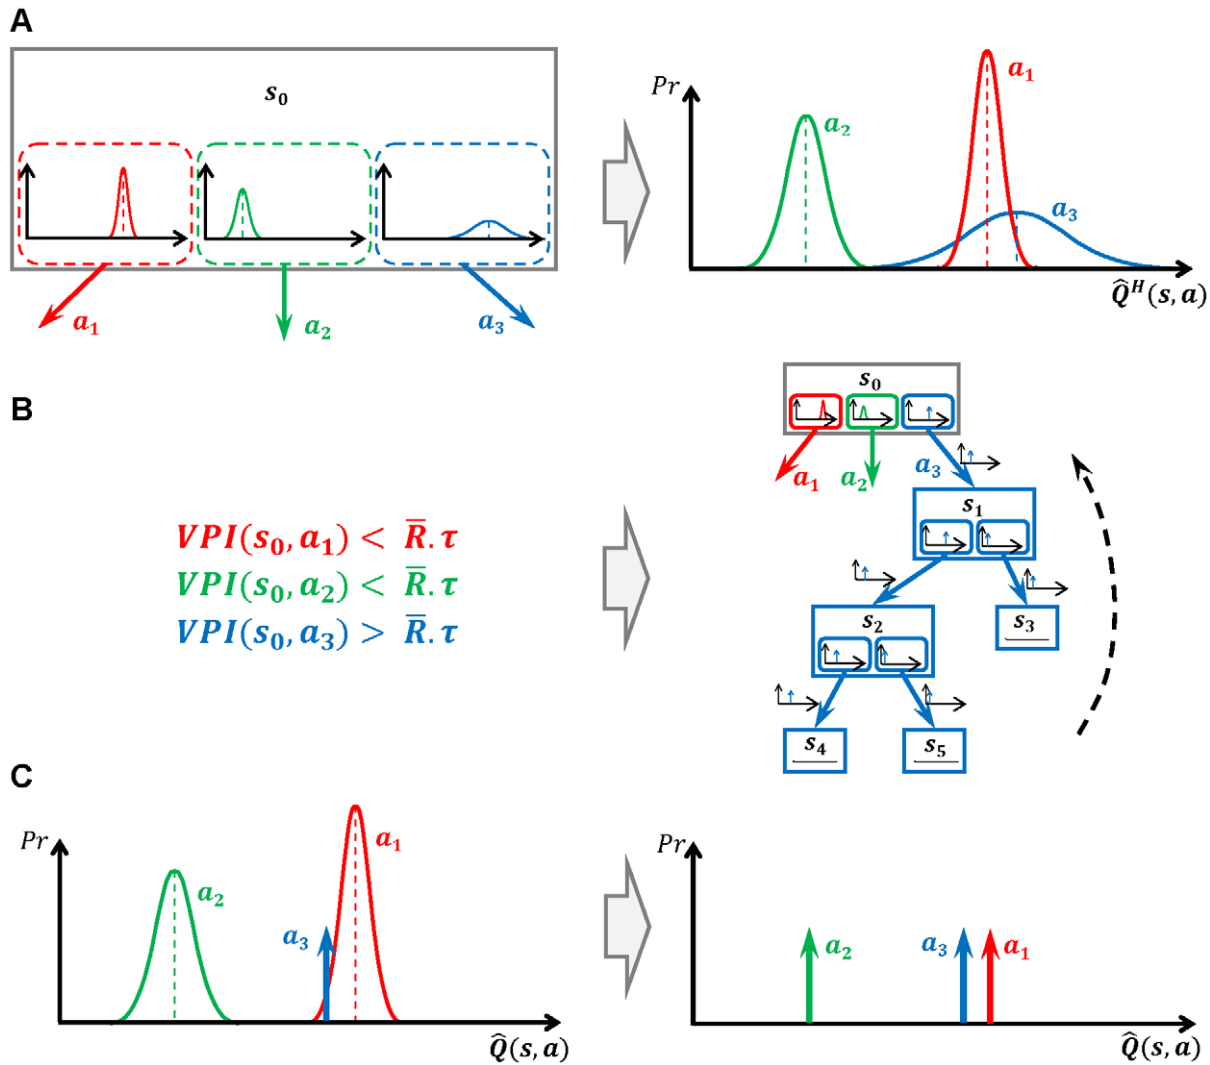 A
s₀
a₁
a₂
a₃
Pr
a₁
a₂
a₃
Q̂ᴴ(s,a)
B
VPI(s₀,a₁) < R̄.τ
VPI(s₀,a₂) < R̄.τ
VPI(s₀,a₃) > R̄.τ
s₀
a₁
a₂
a₃
s₁
s₂
s₃
s₄
s₅
C
Pr
a₁
a₂
a₃
Q̂(s,a)
Pr
a₂
a₃
a₁
Q̂(s,a)